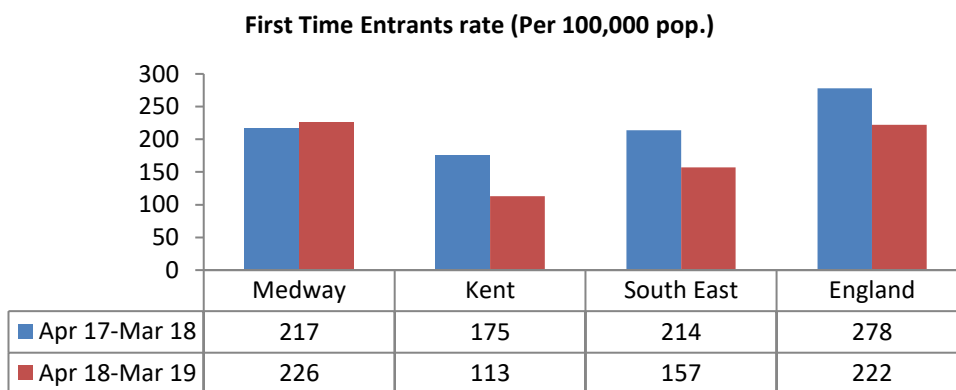 First Time Entrants rate (Per 100,000 pop.)
300
250
200
150
100
50
0
Medway Kent South East England
Apr 17-Mar 18 217 175 214 278
Apr 18-Mar 19 226 113 157 222